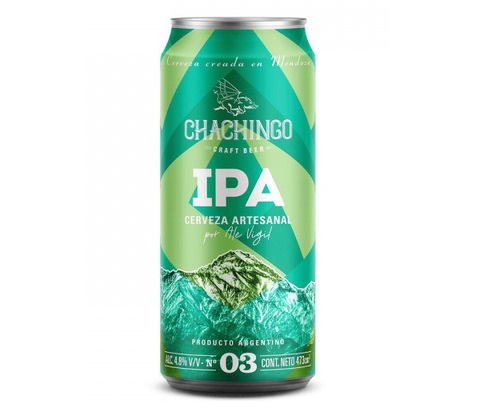 Cerveza creada en Mendoza
CHACHINGO
CRAFT BEER
IPA
CERVEZA ARTESANAL
por Ale Vigil
PRODUCTO ARGENTINO
ALC 4.8% V/V - Nº 03 CONT. NETO 473cm³